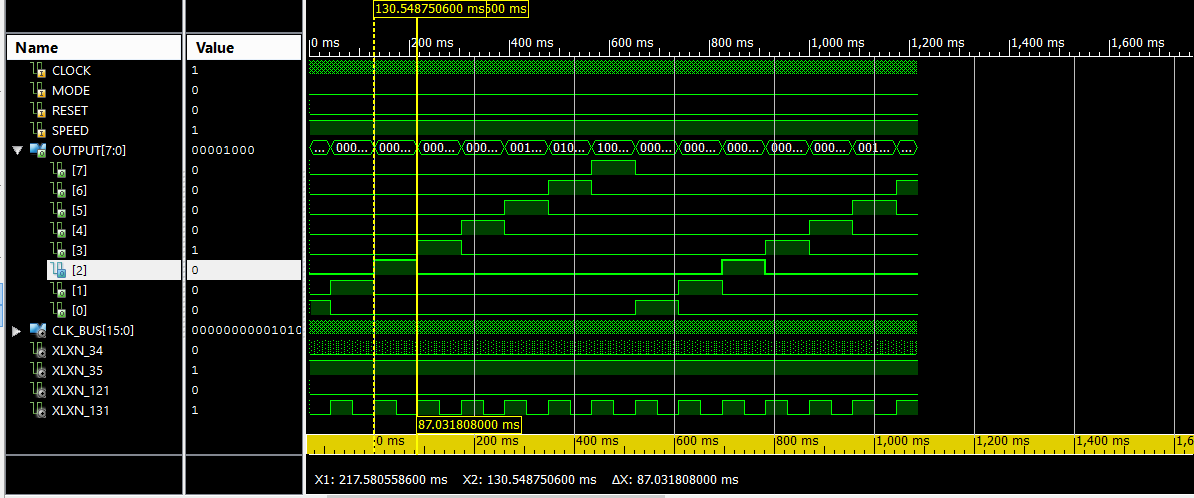 130.548750600 ms 600 ms
Name Value
0 ms 200 ms 400 ms 600 ms 800 ms 1,000 ms 1,200 ms 1,400 ms 1,600 ms
CLOCK 1
MODE 0
RESET 0
SPEED 1
OUTPUT[7:0] 00001000 ... 000... 000... 000... 000... 001... 010... 100... 000... 000... 000... 000... 000... 001... ...
[7] 0
[6] 0
[5] 0
[4] 0
[3] 1
[2] 0
[1] 0
[0] 0
CLK_BUS[15:0] 00000000001010
XLXN_34 0
XLXN_35 1
XLXN_121 0
XLXN_131 1
87.031808000 ms
0 ms 200 ms 400 ms 600 ms 800 ms 1,000 ms 1,200 ms 1,400 ms 1,6
X1: 217.580558600 ms X2: 130.548750600 ms ΔX: 87.031808000 ms